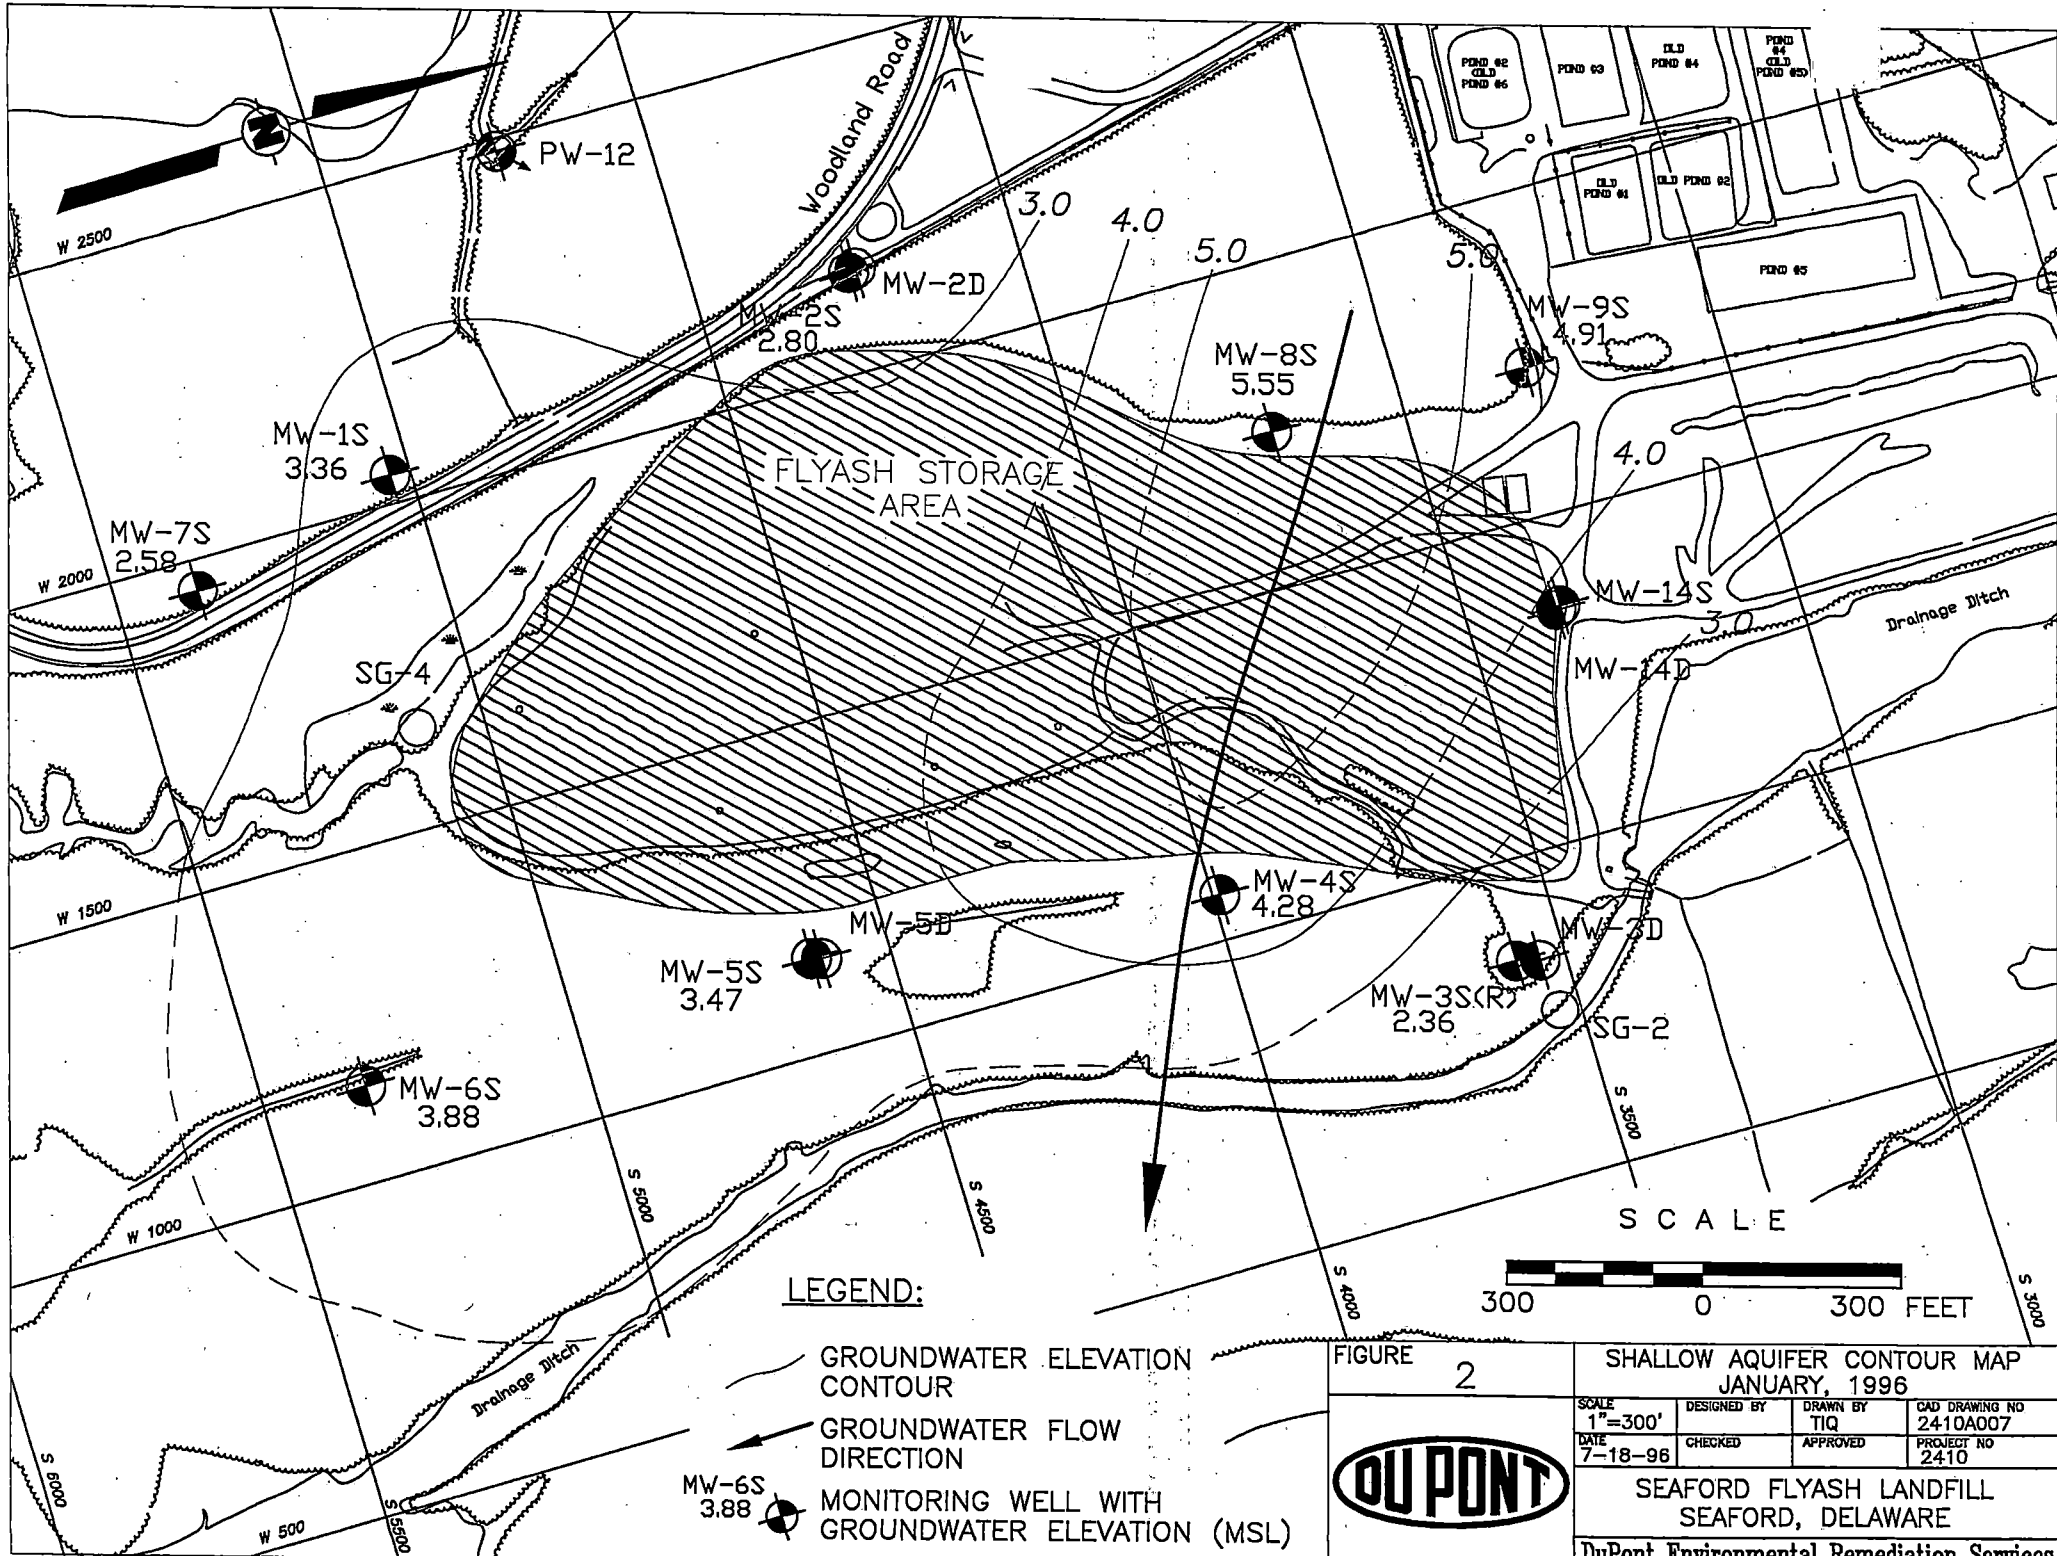 POND #2
(OLD
POND #6
POND #3
OLD
POND #4
POND
#4
(OLD
POND #5)
OLD
POND #1
OLD POND #2
POND #5
N
PW-12
Woodland Road
W 2500
3.0
4.0
5.0
5.0
MW-2D
MW-2S
2.80
MW-9S
4.91
MW-8S
5.55
MW-1S
3.36
4.0
FLYASH STORAGE
AREA
MW-7S
2.58
W 2000
MW-14S
Drainage Ditch
3.0
SG-4
MW-14D
W 1500
MW-4S
4.28
MW-5D
MW-3D
MW-5S
3.47
MW-3S(R)
2.36
SG-2
MW-6S
3.88
S 3500
S 5000
S 4500
W 1000
SCALE
300 0 300 FEET
S 4000
S 3000
LEGEND:
GROUNDWATER ELEVATION
CONTOUR
GROUNDWATER FLOW
DIRECTION
MW-6S
3.88
MONITORING WELL WITH
GROUNDWATER ELEVATION (MSL)
Drainage Ditch
S 6000
S 5500
W 500
FIGURE
2
SHALLOW AQUIFER CONTOUR MAP
JANUARY, 1996
SCALE
1"=300'
DESIGNED BY
DRAWN BY
TIQ
CAD DRAWING NO
2410A007
DATE
7-18-96
CHECKED
APPROVED
PROJECT NO
2410
DU PONT
SEAFORD FLYASH LANDFILL
SEAFORD, DELAWARE
DuPont Environmental Remediation Services